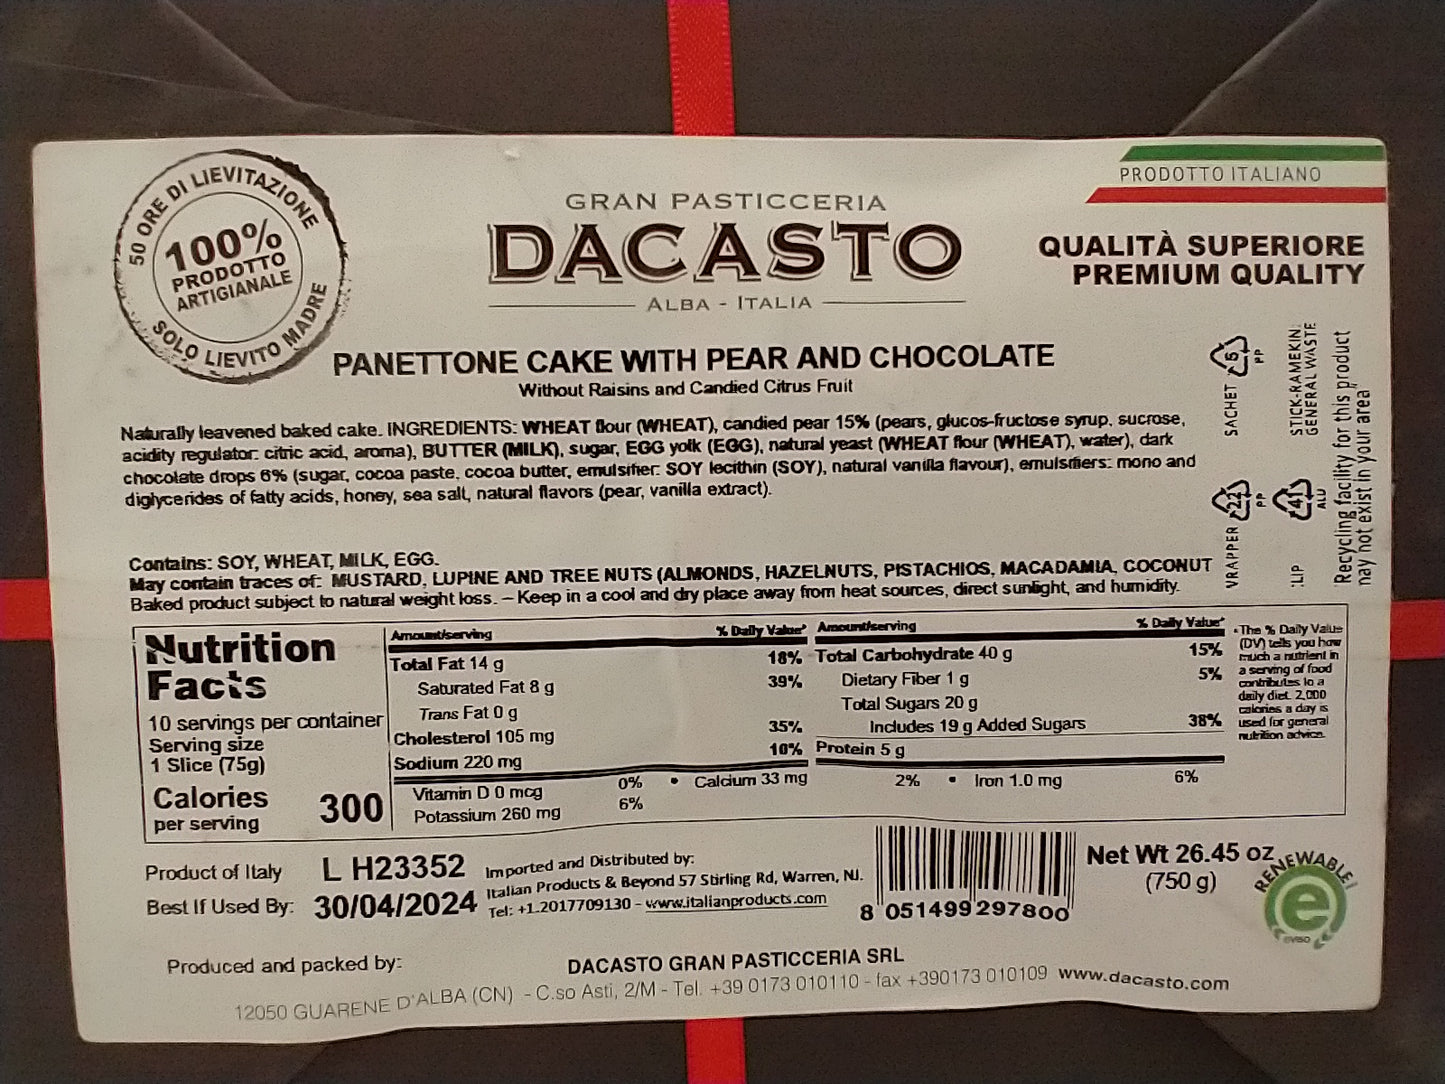 50 ORE DI LIEVITAZIONE
100%
PRODOTTO
ARTIGIANALE
SOLO LIEVITO MADRE
GRAN PASTICCERIA
DACASTO
ALBA - ITALIA
PRODOTTO ITALIANO
QUALITÀ SUPERIORE
PREMIUM QUALITY
PANETTONE CAKE WITH PEAR AND CHOCOLATE
Without Raisins and Candied Citrus Fruit
Naturally leavened baked cake. INGREDIENTS: WHEAT flour (WHEAT), candied pear 15% (pears, glucos-fructose syrup, sucrose,
acidity regulator: citric acid, aroma), BUTTER (MILK), sugar, EGG yolk (EGG), natural yeast (WHEAT flour (WHEAT), water), dark
chocolate drops 6% (sugar, cocoa paste, cocoa butter, emulsifier: SOY lecithin (SOY), natural vanilla flavour), emulsifiers: mono and
diglycerides of fatty acids, honey, sea salt, natural flavors (pear, vanilla extract).
Contains: SOY, WHEAT, MILK, EGG.
May contain traces of: MUSTARD, LUPINE AND TREE NUTS (ALMONDS, HAZELNUTS, PISTACHIOS, MACADAMIA, COCONUT
Baked product subject to natural weight loss. – Keep in a cool and dry place away from heat sources, direct sunlight, and humidity.
SACHET 5 PP
STICK-RAMEKIN:
GENERAL WASTE
WRAPPER 22 PP
:LIP 41 ALU
Recycling facility for this product
may not exist in your area
Nutrition
Facts
10 servings per container
Serving size
1 Slice (75g)
Calories 300
per serving
Amount/serving % Daily Value*
Total Fat 14 g 18%
Saturated Fat 8 g 39%
Trans Fat 0 g
Cholesterol 105 mg 35%
Sodium 220 mg 10%
Amount/serving % Daily Value*
Total Carbohydrate 40 g 15%
Dietary Fiber 1 g 5%
Total Sugars 20 g
Includes 19 g Added Sugars 38%
Protein 5 g
Vitamin D 0 mcg 0% • Calcium 33 mg 2% • Iron 1.0 mg 6%
Potassium 260 mg 6%
*The % Daily Value
(DV) tells you how
much a nutrient in
a serving of food
contributes to a
daily diet. 2,000
calories a day is
used for general
nutrition advice.
Product of Italy L H23352
Best If Used By: 30/04/2024
Imported and Distributed by:
Italian Products & Beyond 57 Stirling Rd, Warren, NJ.
Tel: +1.2017709130 - www.italianproducts.com
8 051499 297800
Net Wt 26.45 oz
(750 g)
RENEWABLE!
e
eviso
Produced and packed by:
DACASTO GRAN PASTICCERIA SRL
12050 GUARENE D'ALBA (CN) - C.so Asti, 2/M - Tel. +39 0173 010110 - fax +390173 010109 www.dacasto.com